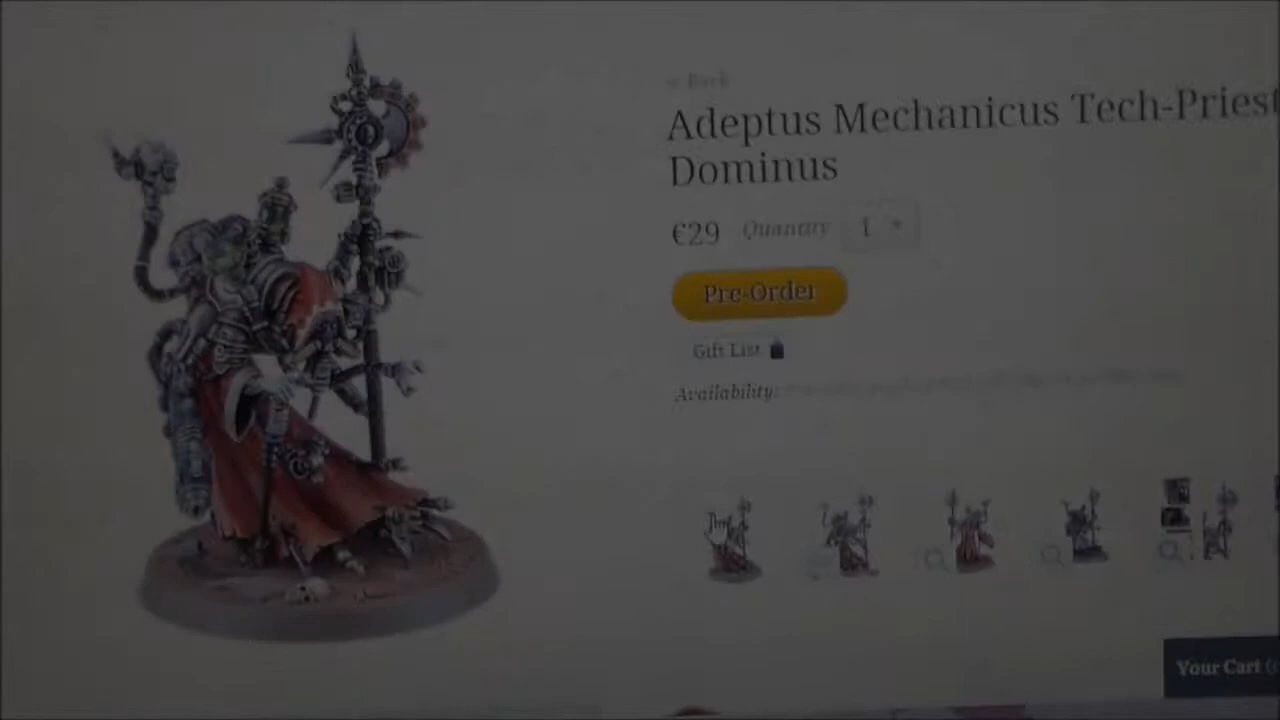 < Back
Adeptus Mechanicus Tech-Priest
Dominus
€29 Quantity 1
Pre-Order
Gift List
Availability:
Your Cart